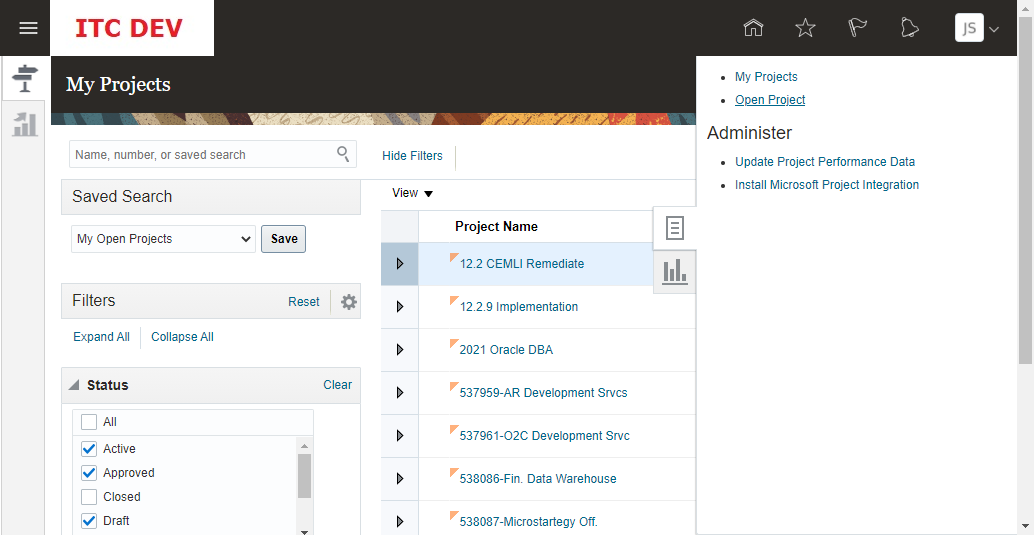 ITC DEV
JS
My Projects
Name, number, or saved search
Hide Filters
Saved Search
My Open Projects
Save
Filters
Reset
Expand All
Collapse All
Status
Clear
All
Active
Approved
Closed
Draft
View
Project Name
12.2 CEMLI Remediate
12.2.9 Implementation
2021 Oracle DBA
537959-AR Development Srvcs
537961-O2C Development Srvc
538086-Fin. Data Warehouse
538087-Microstartegy Off.
My Projects
Open Project
Administer
Update Project Performance Data
Install Microsoft Project Integration